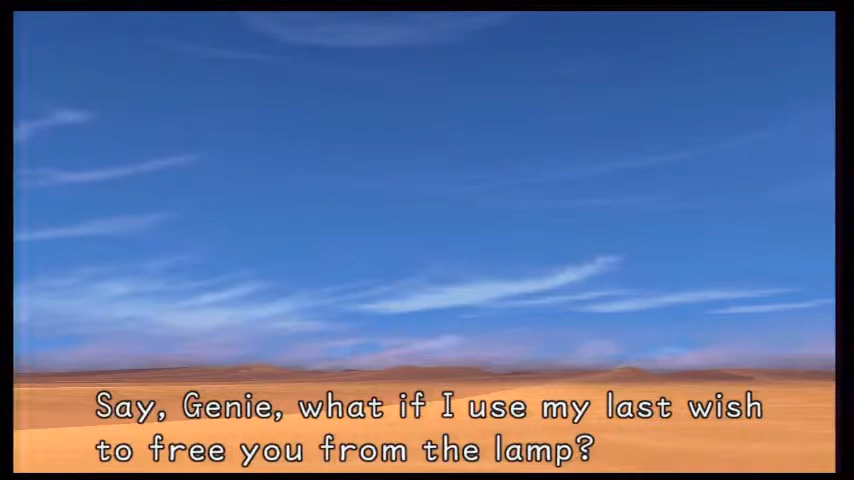 Say, Genie, what if I use my last wish
to free you from the lamp?